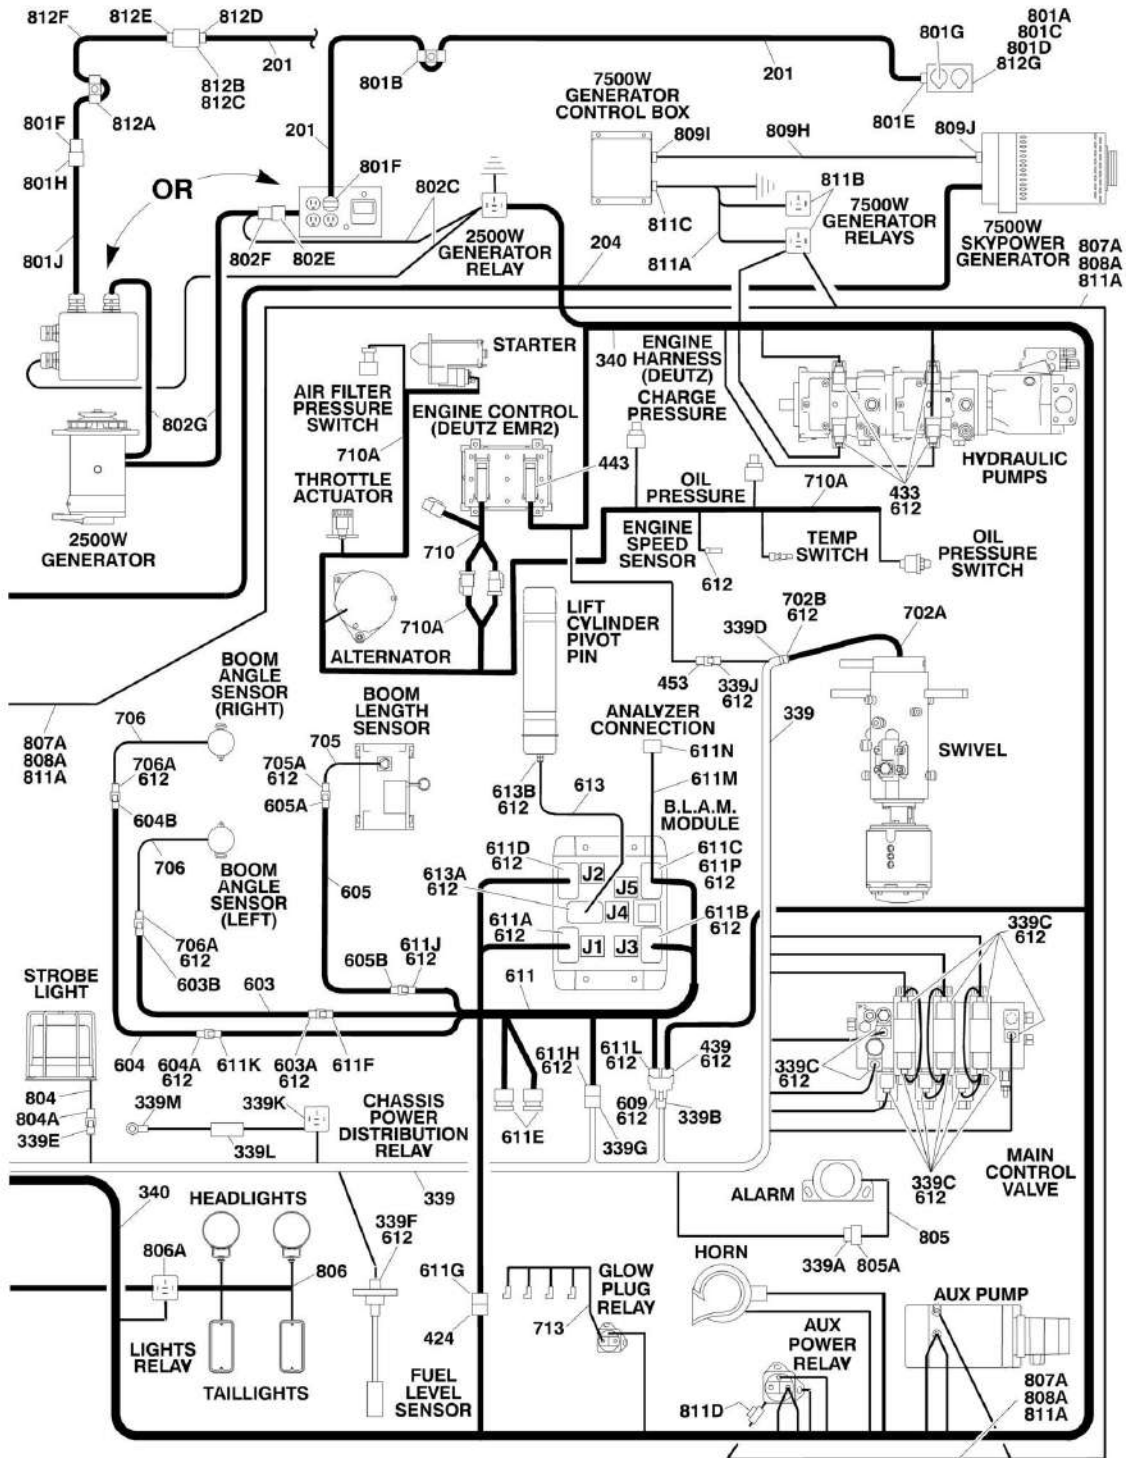 812F
812E
812D
201
812B
812C
812A
801F
801H
801J
OR
201
801F
802C
802F
802E
801B
201
801G
801A
801C
801D
812G
801E
7500W
GENERATOR
CONTROL BOX
809I
809H
809J
811C
811A
811B
7500W
GENERATOR
RELAYS
7500W
SKYPOWER
GENERATOR
2500W
GENERATOR
RELAY
204
807A
808A
811A
STARTER
AIR FILTER
PRESSURE
SWITCH
710A
THROTTLE
ACTUATOR
802G
2500W
GENERATOR
ENGINE CONTROL
(DEUTZ EMR2)
443
340
ENGINE
HARNESS
(DEUTZ)
CHARGE
PRESSURE
OIL
PRESSURE
710A
HYDRAULIC
PUMPS
433
612
ENGINE
SPEED
SENSOR
612
TEMP
SWITCH
OIL
PRESSURE
SWITCH
710
710A
ALTERNATOR
LIFT
CYLINDER
PIVOT
PIN
702B
612
339D
702A
453
339J
612
339
SWIVEL
BOOM
ANGLE
SENSOR
(RIGHT)
706
807A
808A
811A
706A
612
604B
706
BOOM
ANGLE
SENSOR
(LEFT)
706A
612
603B
BOOM
LENGTH
SENSOR
705
705A
612
605A
605
605B
611J
612
ANALYZER
CONNECTION
611N
611M
B.L.A.M.
MODULE
613B
612
613
611D
612
613A
612
611A
612
J2
J5
J4
J1
J3
611C
611P
612
611B
612
611
STROBE
LIGHT
603
604
604A
612
611K
603A
612
611F
804
804A
339E
339M
339L
339K
CHASSIS
POWER
DISTRIBUTION
RELAY
611E
611H
612
611L
612
439
612
609
612
339B
339G
339C
612
339C
612
339C
612
MAIN
CONTROL
VALVE
340
HEADLIGHTS
339
339F
612
806A
806
LIGHTS
RELAY
TAILLIGHTS
FUEL
LEVEL
SENSOR
611G
424
713
GLOW
PLUG
RELAY
ALARM
805
339A
805A
HORN
AUX
POWER
RELAY
811D
AUX PUMP
807A
808A
811A